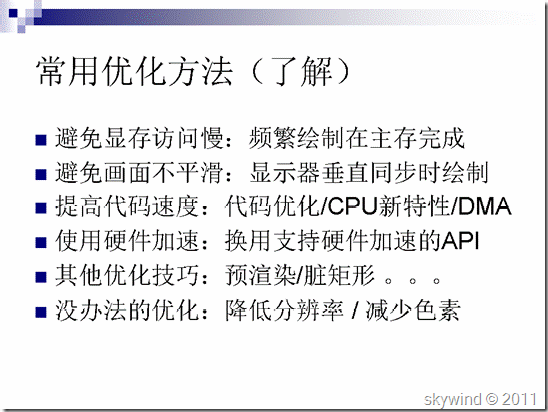 常用优化方法（了解）
避免显存访问慢：频繁绘制在主存完成
避免画面不平滑：显示器垂直同步时绘制
提高代码速度：代码优化/CPU新特性/DMA
使用硬件加速：换用支持硬件加速的API
其他优化技巧：预渲染/脏矩形 。。。
没办法的优化：降低分辨率 / 减少色素
skywind © 2011